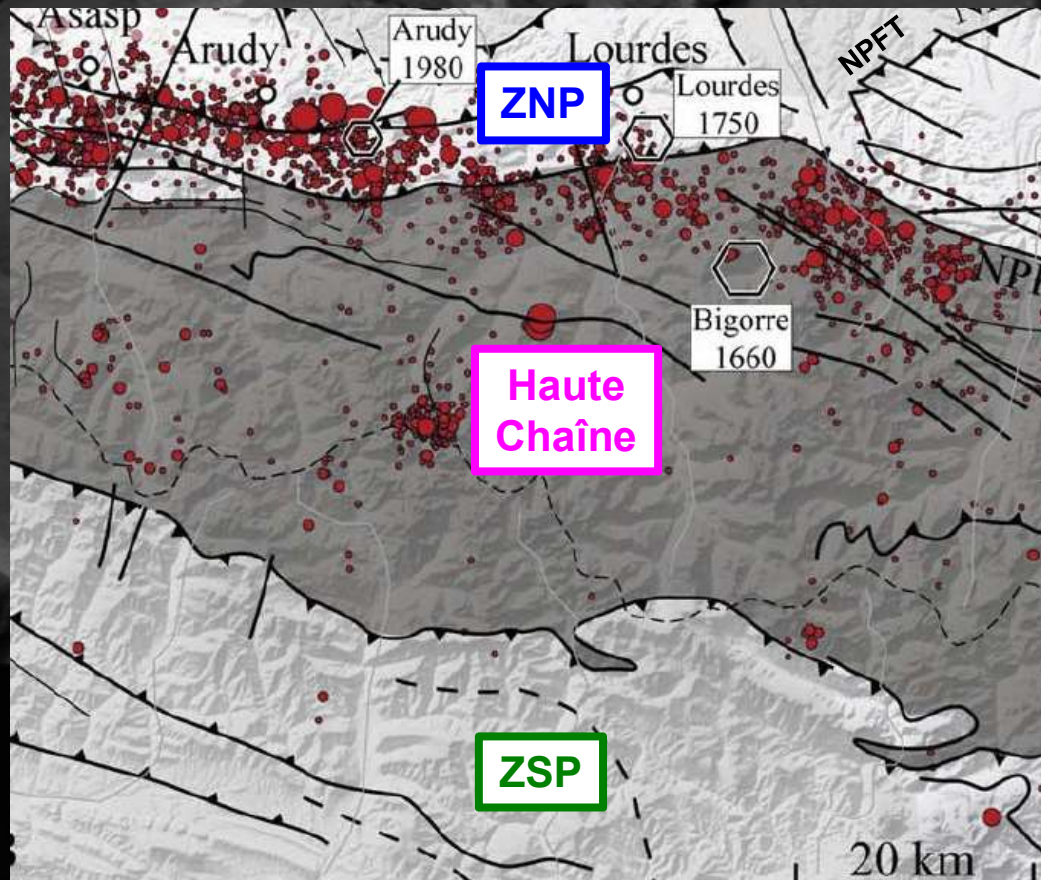 Asasp
Arudy
Arudy
1980
Lourdes
ZNP
Lourdes
1750
NPFT
Bigorre
1660
Haute
Chaîne
ZSP
20 km